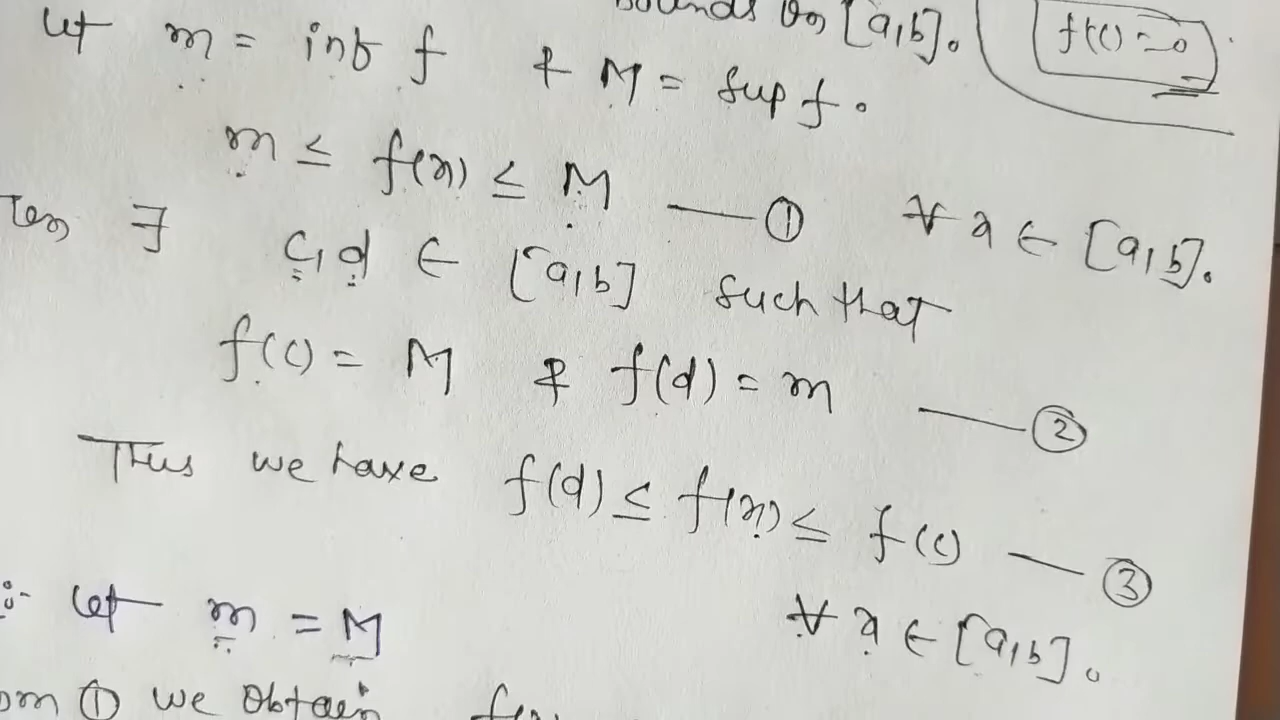 bounds on [a,b].
f'(c) = 0
let m = inf f & M = sup f.
m ≤ f(x) ≤ M — ① ∀ x ∈ [a,b].
∃ c,d ∈ [a,b] such that
f(c) = M & f(d) = m — ②
Thus we have f(d) ≤ f(x) ≤ f(c) — ③
∀ x ∈ [a,b].
:- let m = M
① we obtain